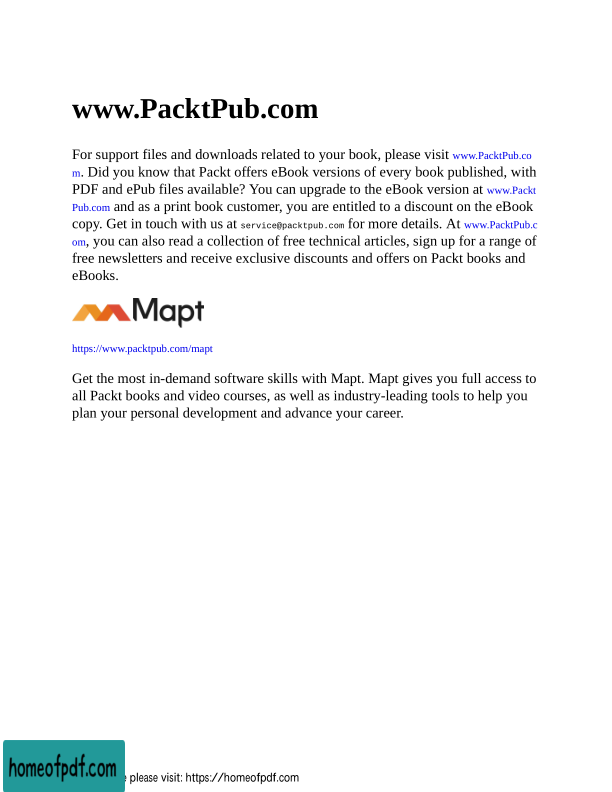 www.PacktPub.com
For support files and downloads related to your book, please visit www.PacktPub.co
m. Did you know that Packt offers eBook versions of every book published, with
PDF and ePub files available? You can upgrade to the eBook version at www.Packt
Pub.com and as a print book customer, you are entitled to a discount on the eBook
copy. Get in touch with us at service@packtpub.com for more details. At www.PacktPub.c
om, you can also read a collection of free technical articles, sign up for a range of
free newsletters and receive exclusive discounts and offers on Packt books and
eBooks.
Mapt
https://www.packtpub.com/mapt
Get the most in-demand software skills with Mapt. Mapt gives you full access to
all Packt books and video courses, as well as industry-leading tools to help you
plan your personal development and advance your career.
homeofpdf.com
please visit: https://homeofpdf.com